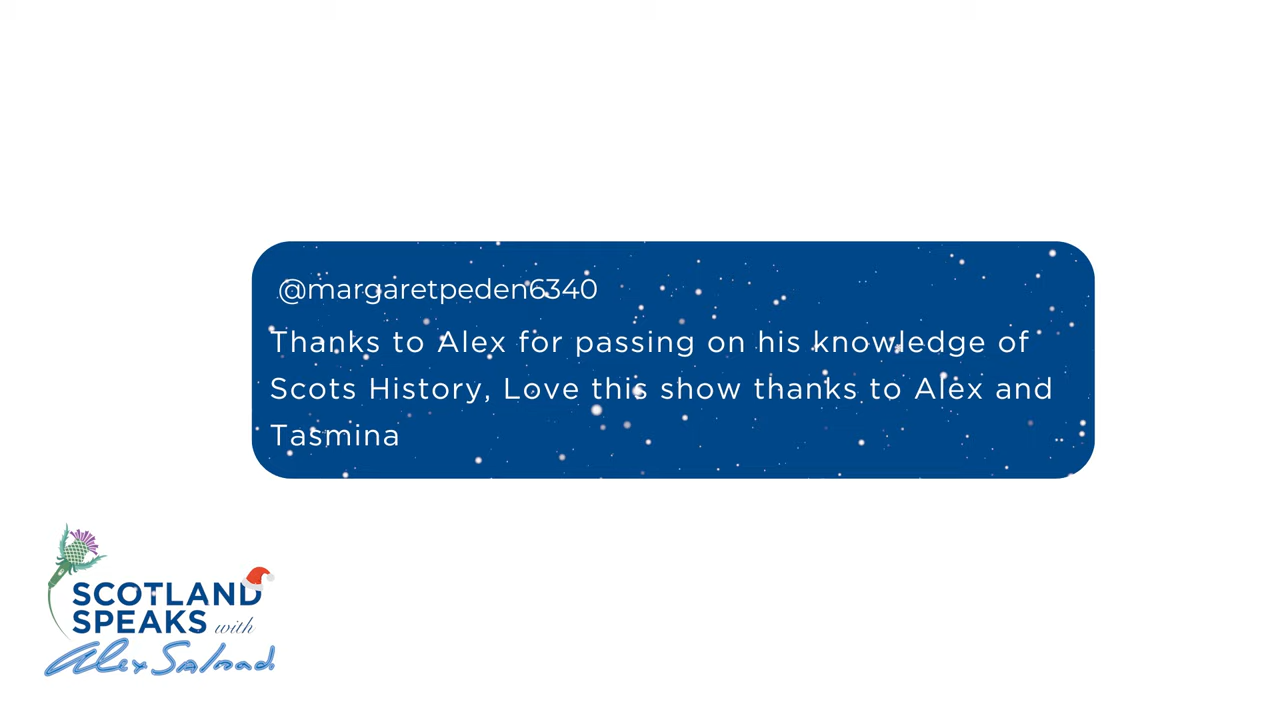 @margaretpeden6340
Thanks to Alex for passing on his knowledge of
Scots History, Love this show thanks to Alex and
Tasmina
SCOTLAND
SPEAKS with
Alex Salmond